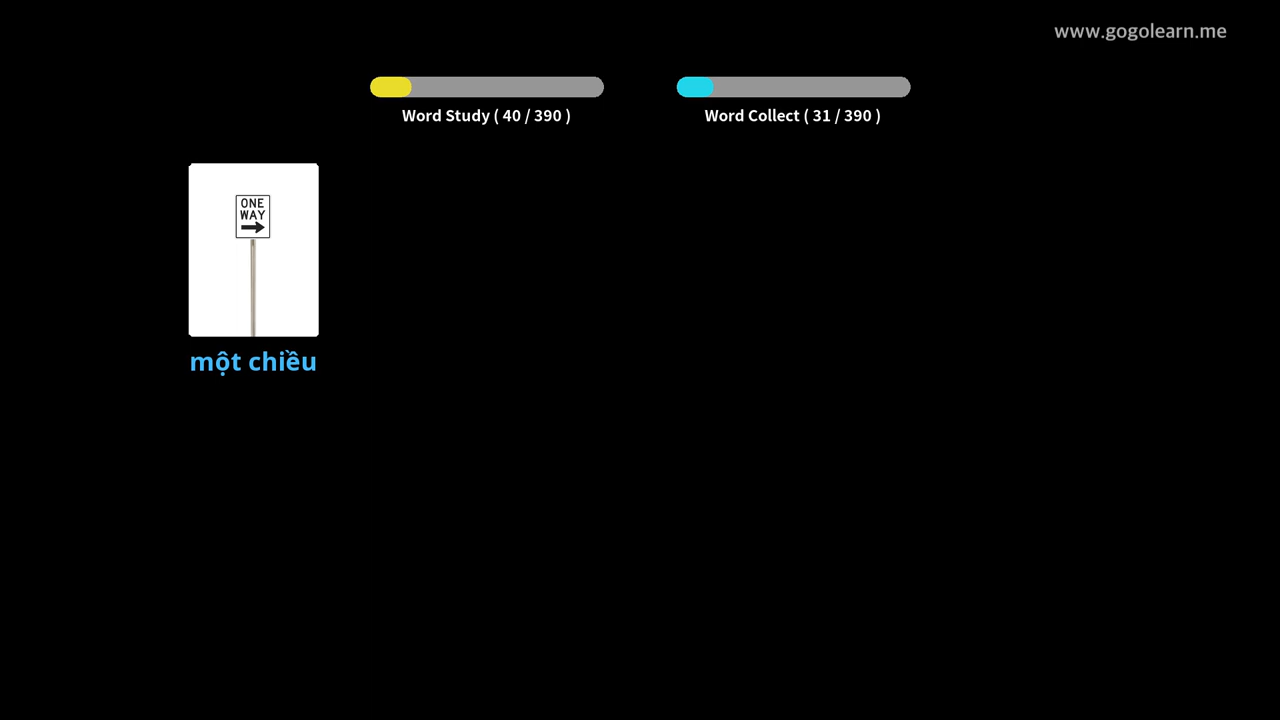 www.gogolearn.me
Word Study ( 40 / 390 )
Word Collect ( 31 / 390 )
ONE
WAY
một chiều